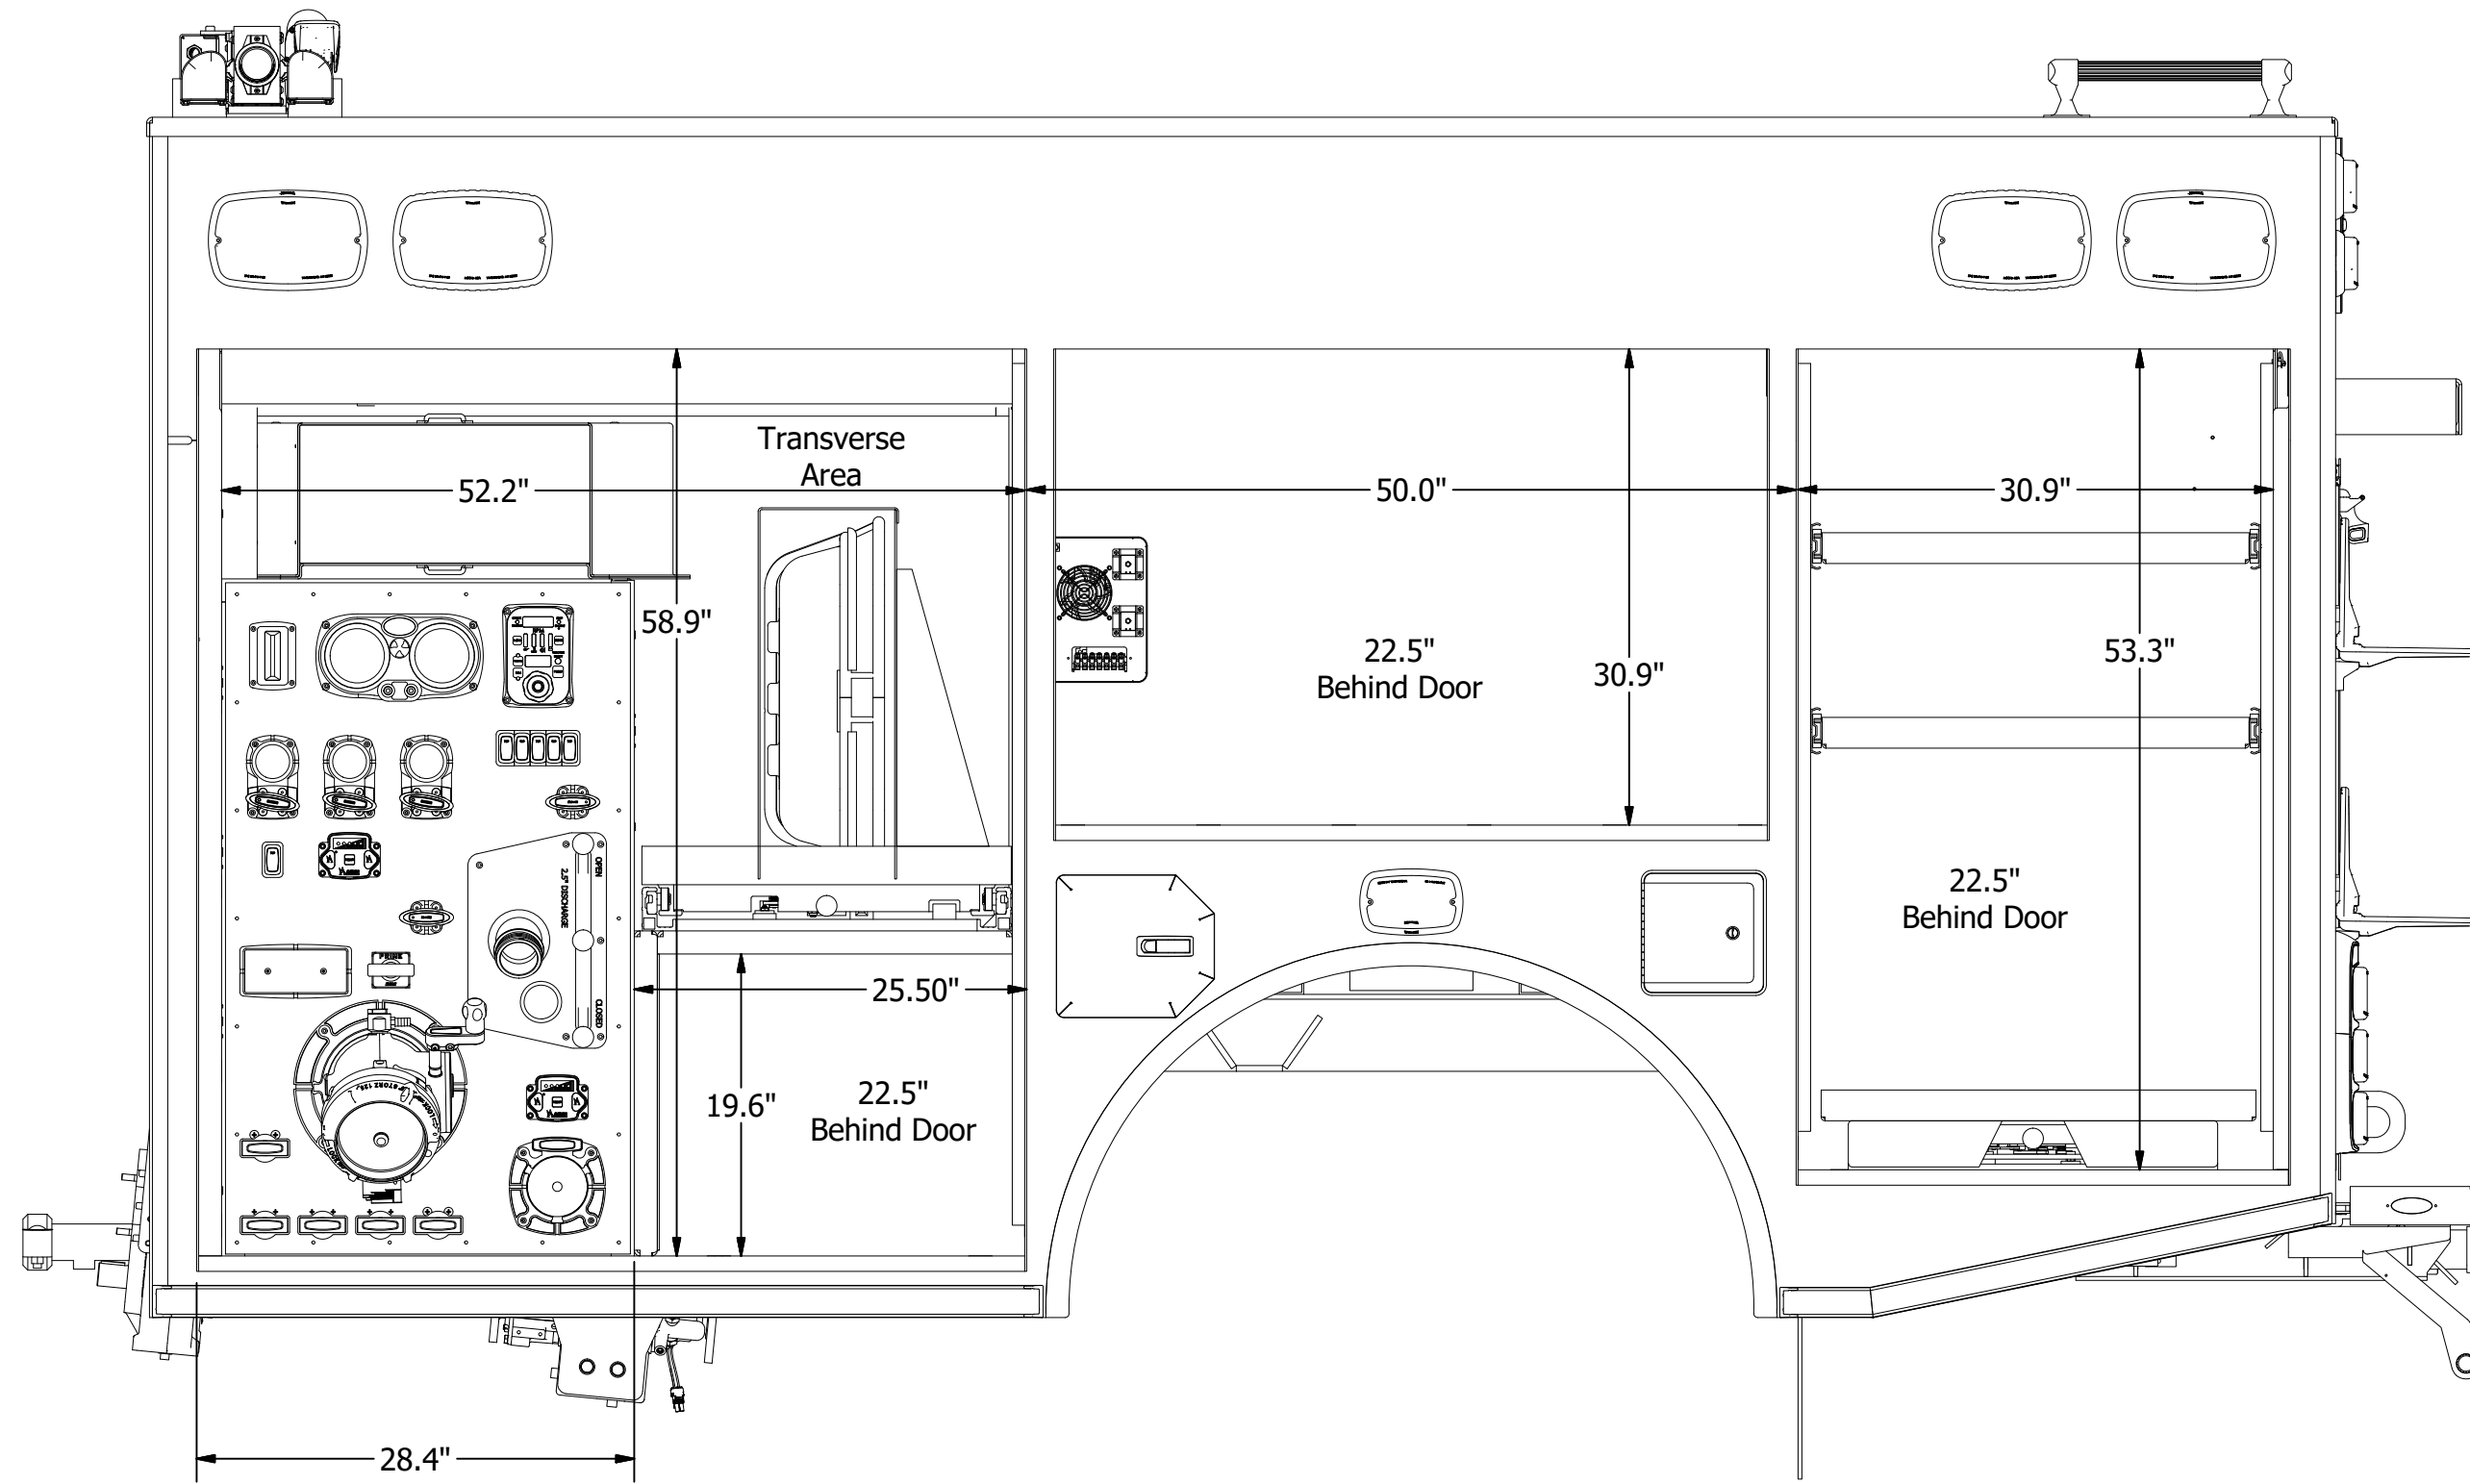 Transverse
Area
52.2"
50.0"
30.9"
58.9"
22.5"
Behind Door
30.9"
53.3"
OPEN
2.5" DISCHARGE
CLOSED
22.5"
Behind Door
PRIME
25.50"
19.6"
22.5"
Behind Door
28.4"